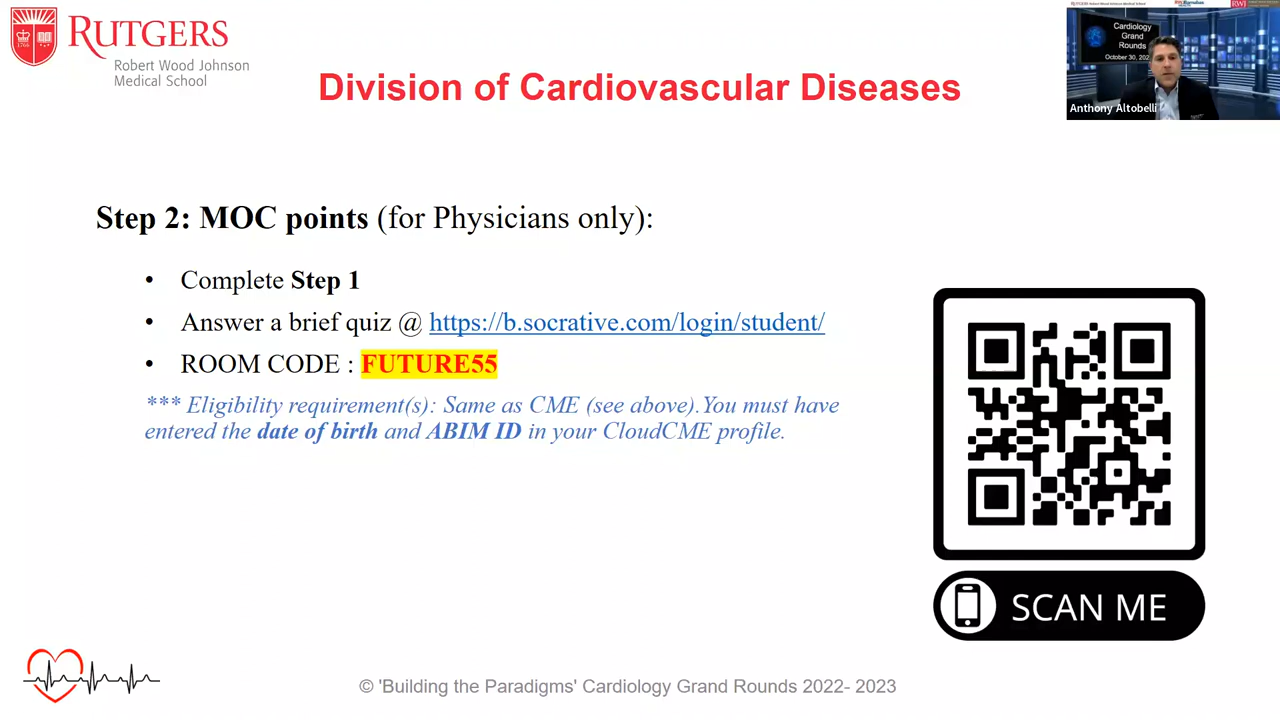 RUTGERS
Robert Wood Johnson
Medical School
Division of Cardiovascular Diseases
Cardiology
Grand
Rounds
October 30, 202
Anthony Altobelli
Step 2: MOC points (for Physicians only):
• Complete Step 1
• Answer a brief quiz @ https://b.socrative.com/login/student/
• ROOM CODE : FUTURE55
*** Eligibility requirement(s): Same as CME (see above).You must have
entered the date of birth and ABIM ID in your CloudCME profile.
SCAN ME
© 'Building the Paradigms' Cardiology Grand Rounds 2022- 2023